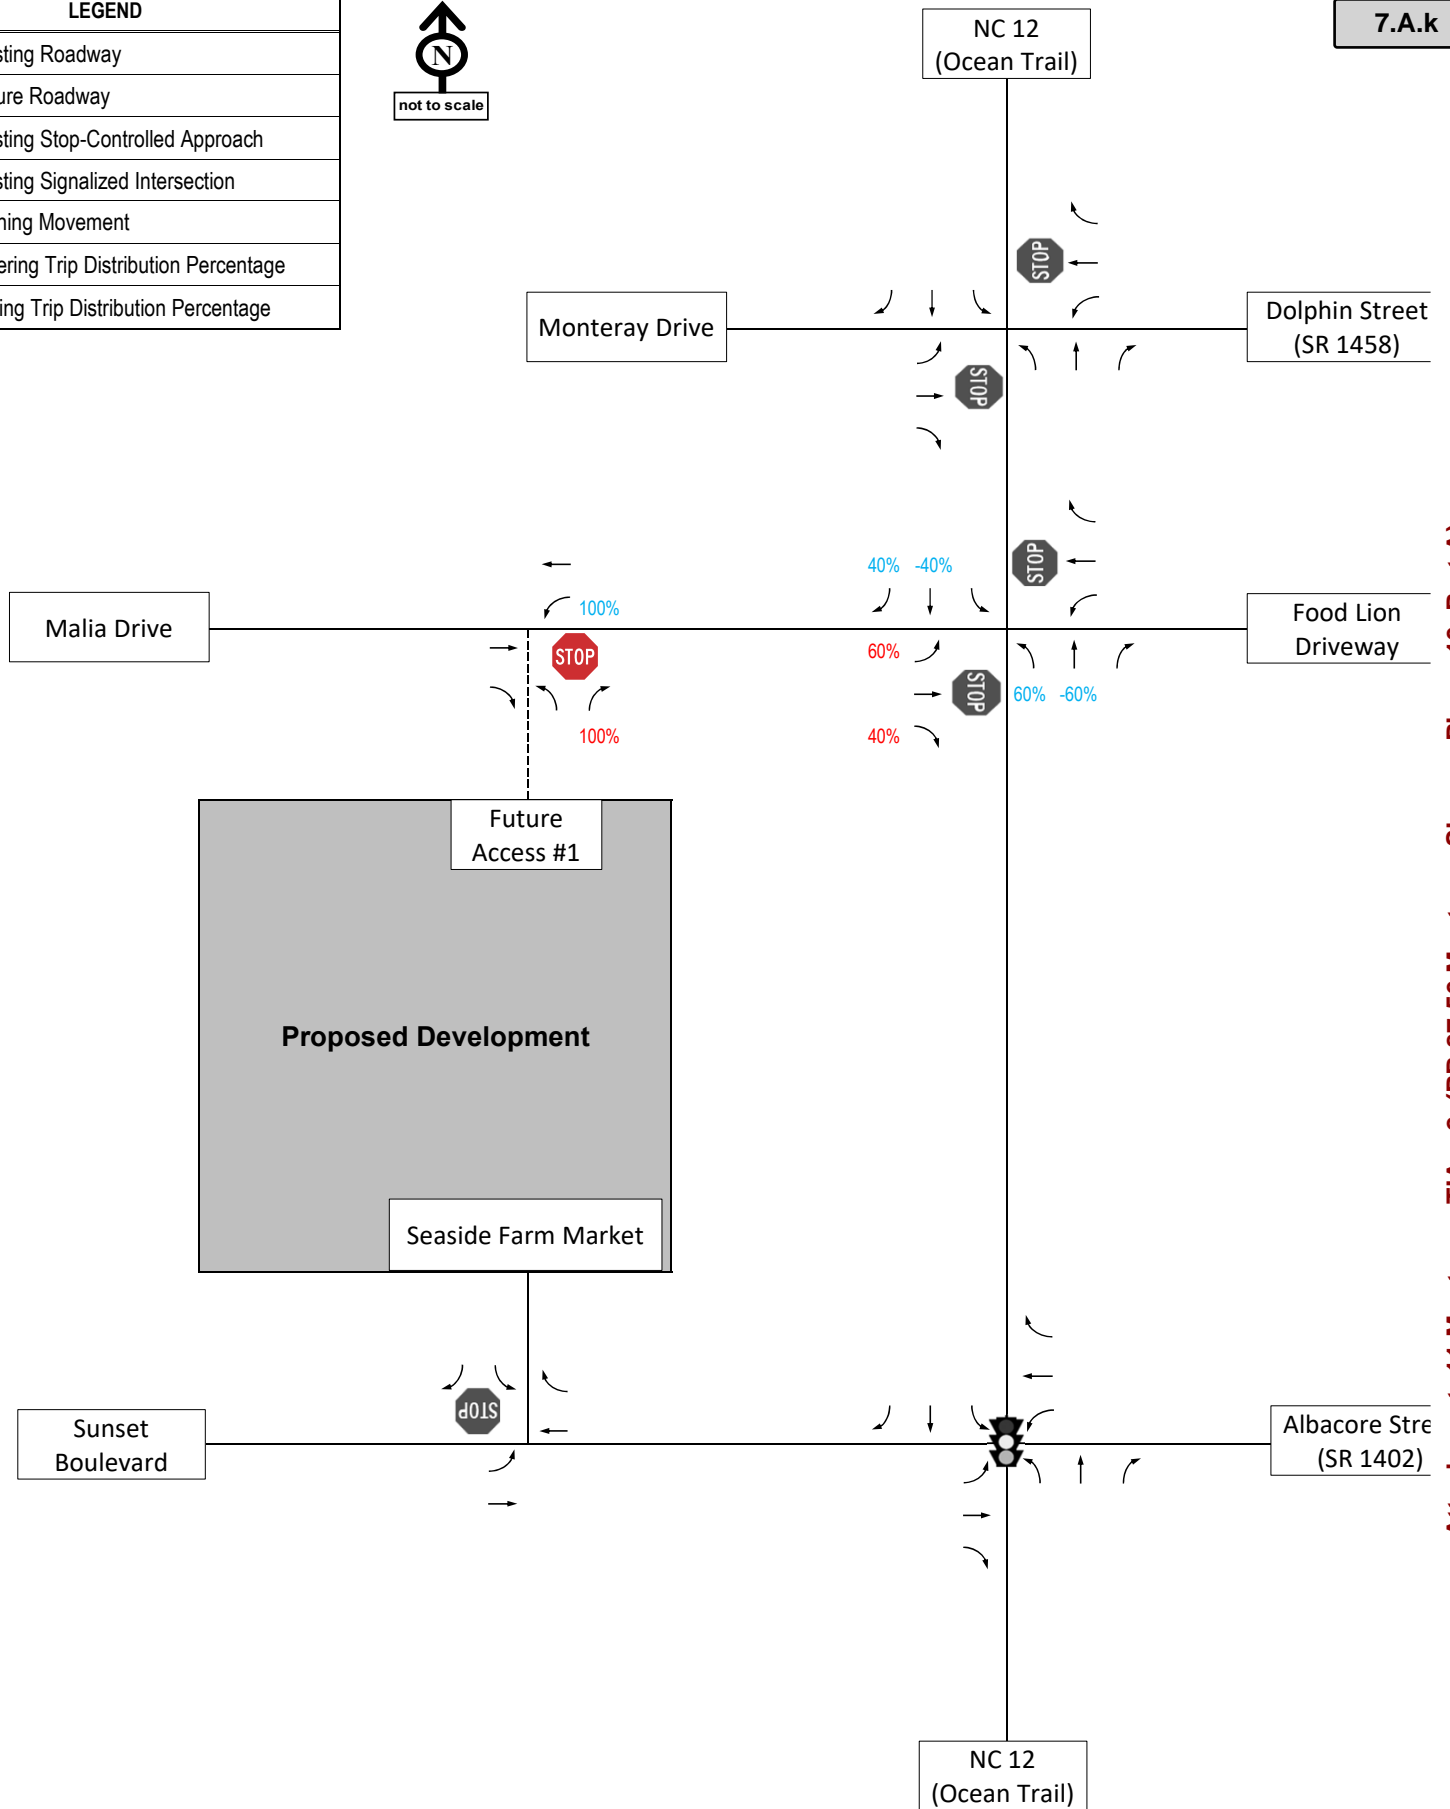 LEGEND
sting Roadway
ure Roadway
sting Stop-Controlled Approach
sting Signalized Intersection
ning Movement
ering Trip Distribution Percentage
ing Trip Distribution Percentage
N
not to scale
NC 12
(Ocean Trail)
7.A.k
STOP
Monteray Drive
Dolphin Street
(SR 1458)
STOP
40% -40%
STOP
100%
Malia Drive
Food Lion
Driveway
STOP
60%
STOP
60% -60%
100%
40%
Future
Access #1
Proposed Development
Seaside Farm Market
STOP
Sunset
Boulevard
Albacore Stre
(SR 1402)
NC 12
(Ocean Trail)